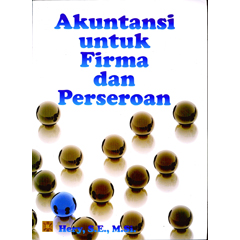 Akuntansi
untuk
Firma
dan
Perseroan
Hery, S.E., M.Si.